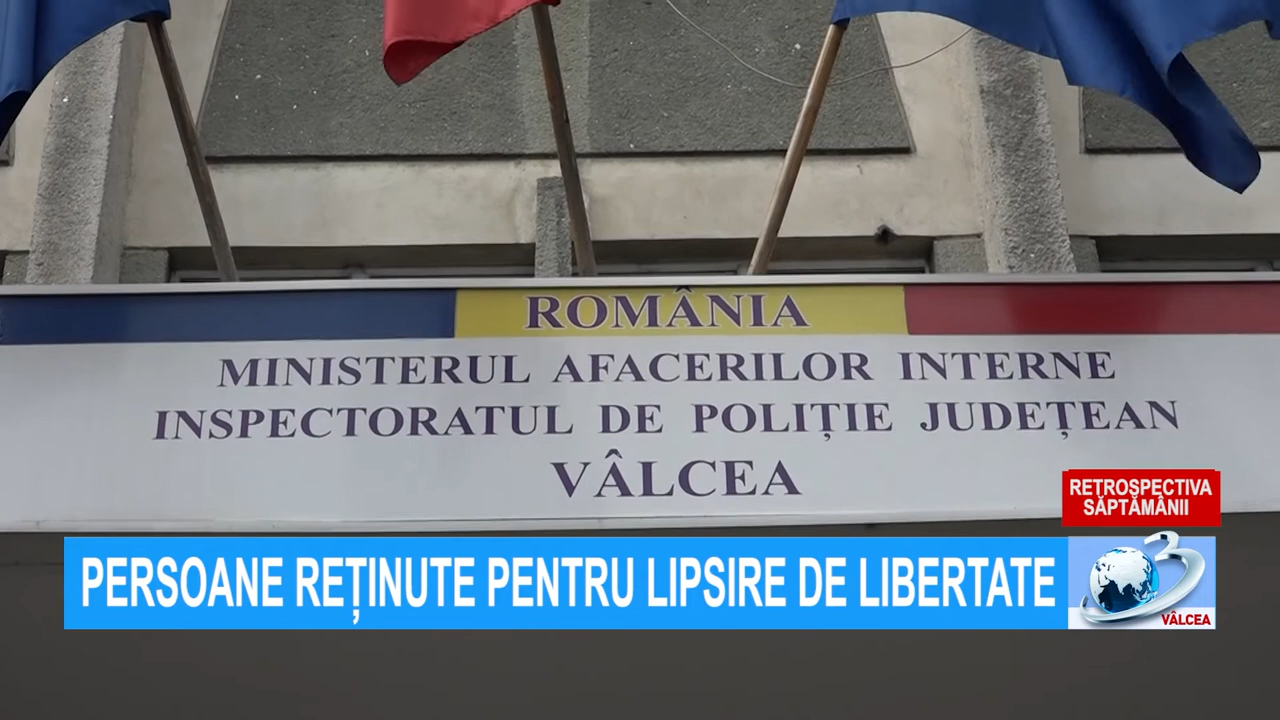 ROMÂNIA
MINISTERUL AFACERILOR INTERNE
INSPECTORATUL DE POLIȚIE JUDEȚEAN
VÂLCEA
RETROSPECTIVA
SĂPTĂMÂNII
PERSOANE REȚINUTE PENTRU LIPSIRE DE LIBERTATE
3
VÂLCEA